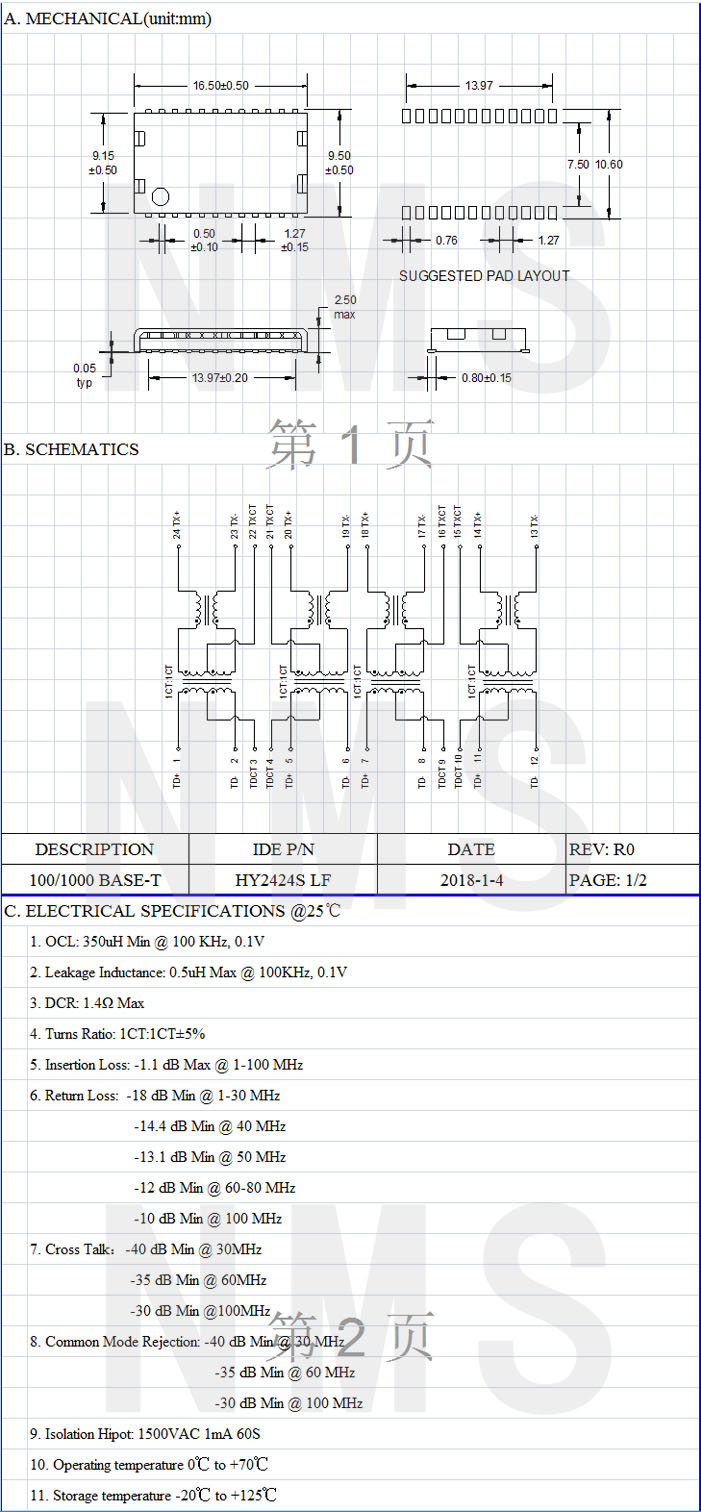 A. MECHANICAL(unit:mm)
16.50±0.50
13.97
9.15
±0.50
9.50
±0.50
7.50 10.60
0.50
±0.10
1.27
±0.15
0.76
1.27
SUGGESTED PAD LAYOUT
2.50
max
0.05
typ
13.97±0.20
0.80±0.15
NMS
第 1 页
B. SCHEMATICS
24 TX+
23 TX-
22 TXCT
21 TXCT
20 TX+
19 TX-
18 TX+
17 TX-
16 TXCT
15 TXCT
14 TX+
13 TX-
1CT:1CT
1CT:1CT
1CT:1CT
1CT:1CT
TD+ 1
TD- 2
TDCT 3
TDCT 4
TD+ 5
TD- 6
TD+ 7
TD- 8
TDCT 9
TDCT 10
TD+ 11
TD- 12
NMS
DESCRIPTION IDE P/N DATE REV: R0
100/1000 BASE-T HY2424S LF 2018-1-4 PAGE: 1/2
C. ELECTRICAL SPECIFICATIONS @25℃
1. OCL: 350uH Min @ 100 KHz, 0.1V
2. Leakage Inductance: 0.5uH Max @ 100KHz, 0.1V
3. DCR: 1.4Ω Max
4. Turns Ratio: 1CT:1CT±5%
5. Insertion Loss: -1.1 dB Max @ 1-100 MHz
6. Return Loss: -18 dB Min @ 1-30 MHz
-14.4 dB Min @ 40 MHz
-13.1 dB Min @ 50 MHz
-12 dB Min @ 60-80 MHz
-10 dB Min @ 100 MHz
7. Cross Talk： -40 dB Min @ 30MHz
-35 dB Min @ 60MHz
-30 dB Min @100MHz
8. Common Mode Rejection: -40 dB Min @ 30 MHz
-35 dB Min @ 60 MHz
-30 dB Min @ 100 MHz
NMS
第 2 页
9. Isolation Hipot: 1500VAC 1mA 60S
10. Operating temperature 0℃ to +70℃
11. Storage temperature -20℃ to +125℃